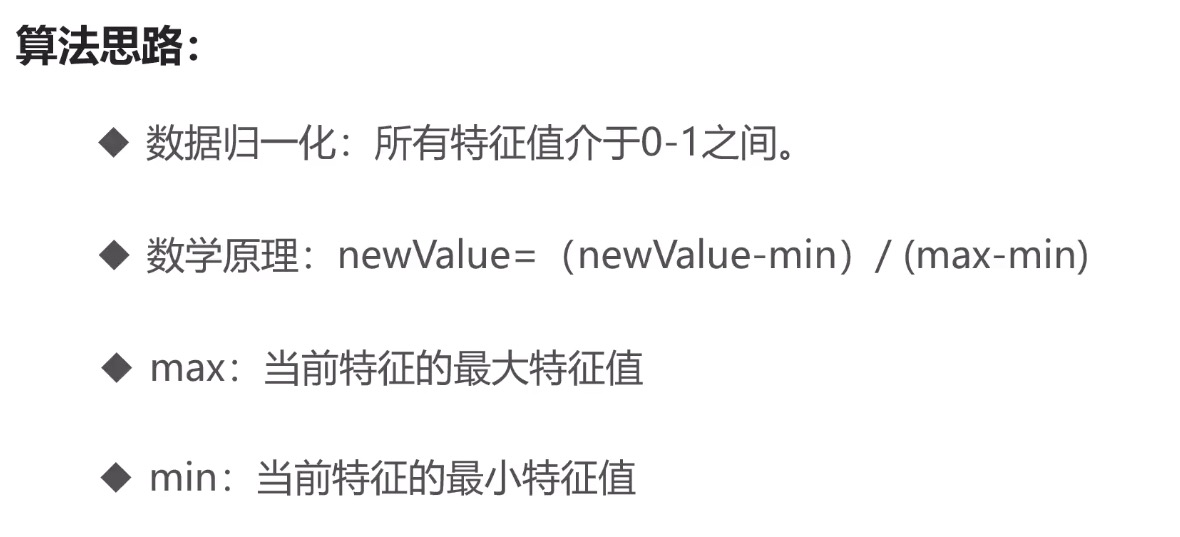 算法思路：
◆ 数据归一化：所有特征值介于0-1之间。
◆ 数学原理：newValue=（newValue-min）/ (max-min)
◆ max：当前特征的最大特征值
◆ min：当前特征的最小特征值